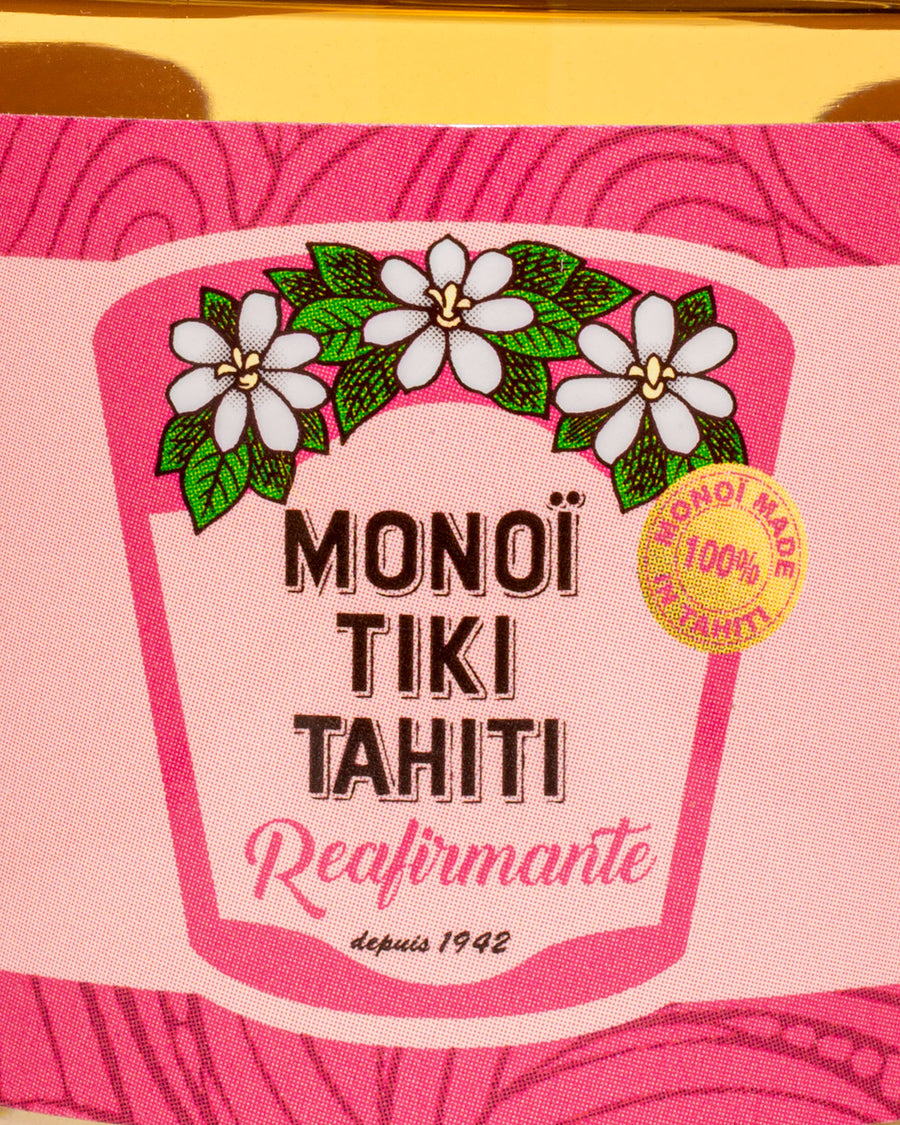 MONOÏ
TIKI
TAHITI
Reafirmante
depuis 1942
MONOÏ MADE
100%
IN TAHITI